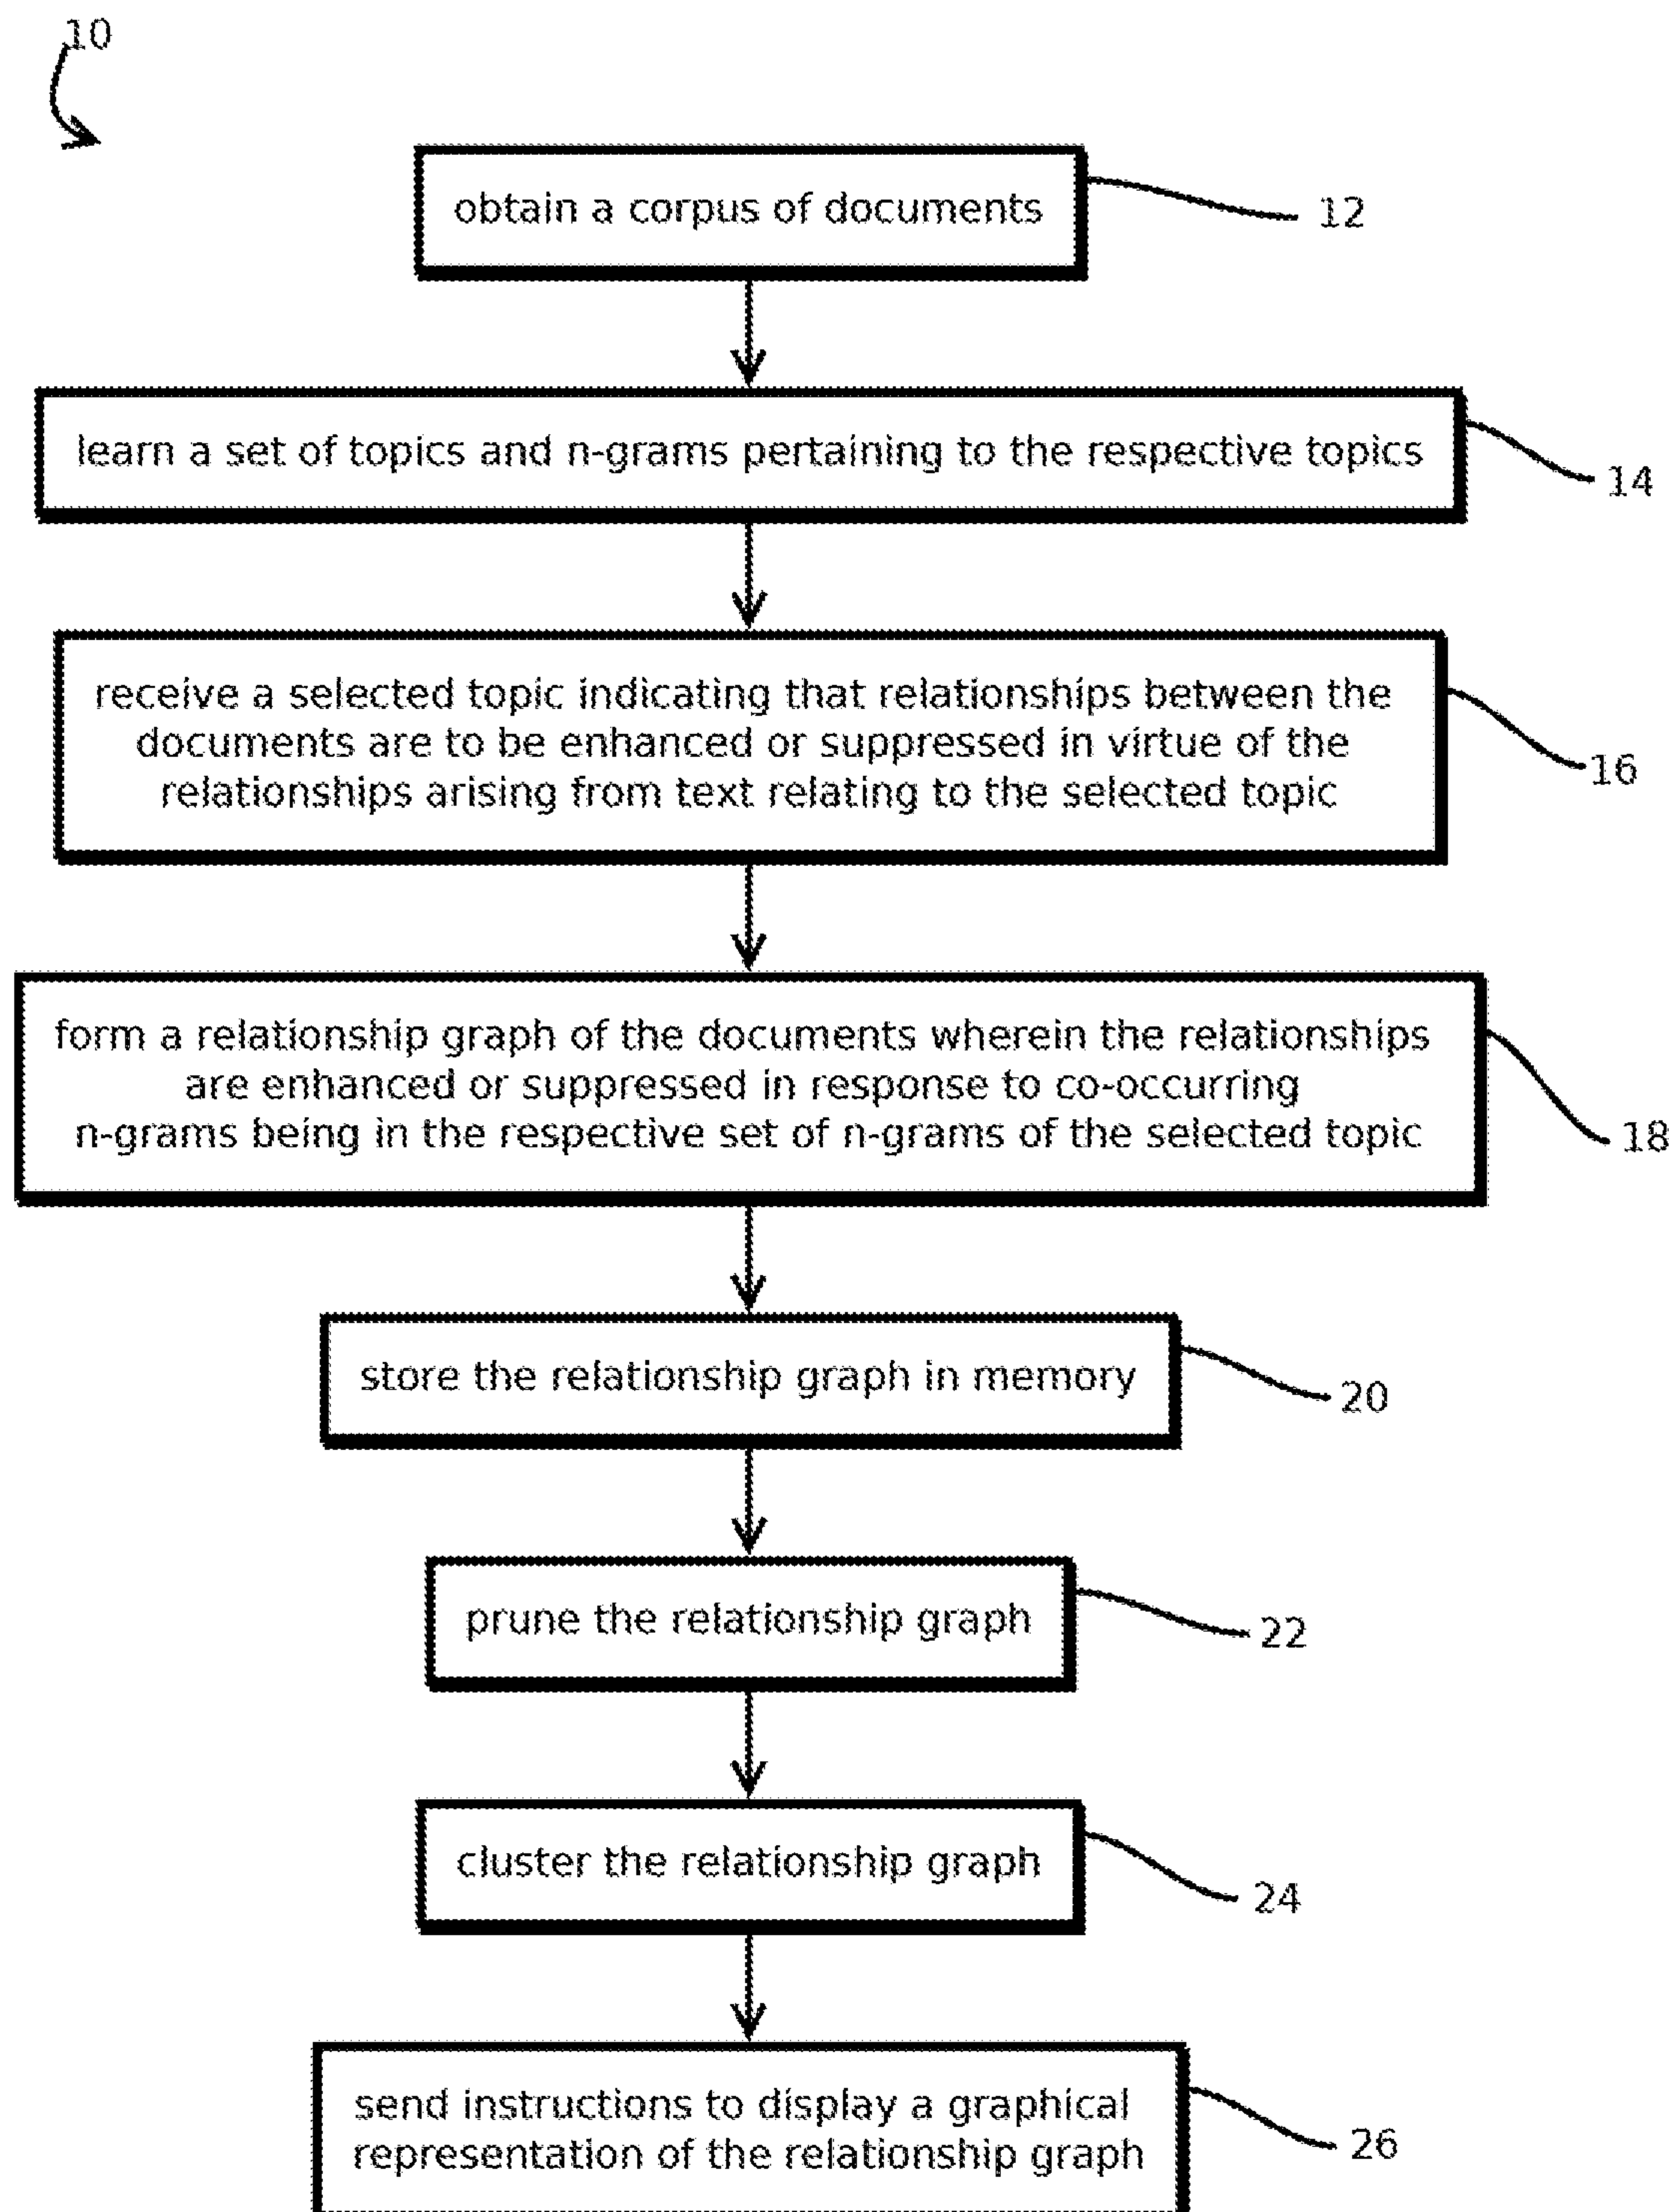 10
obtain a corpus of documents
12
learn a set of topics and n-grams pertaining to the respective topics
14
receive a selected topic indicating that relationships between the
documents are to be enhanced or suppressed in virtue of the
relationships arising from text relating to the selected topic
16
form a relationship graph of the documents wherein the relationships
are enhanced or suppressed in response to co-occurring
n-grams being in the respective set of n-grams of the selected topic
18
store the relationship graph in memory
20
prune the relationship graph
22
cluster the relationship graph
24
send instructions to display a graphical
representation of the relationship graph
26